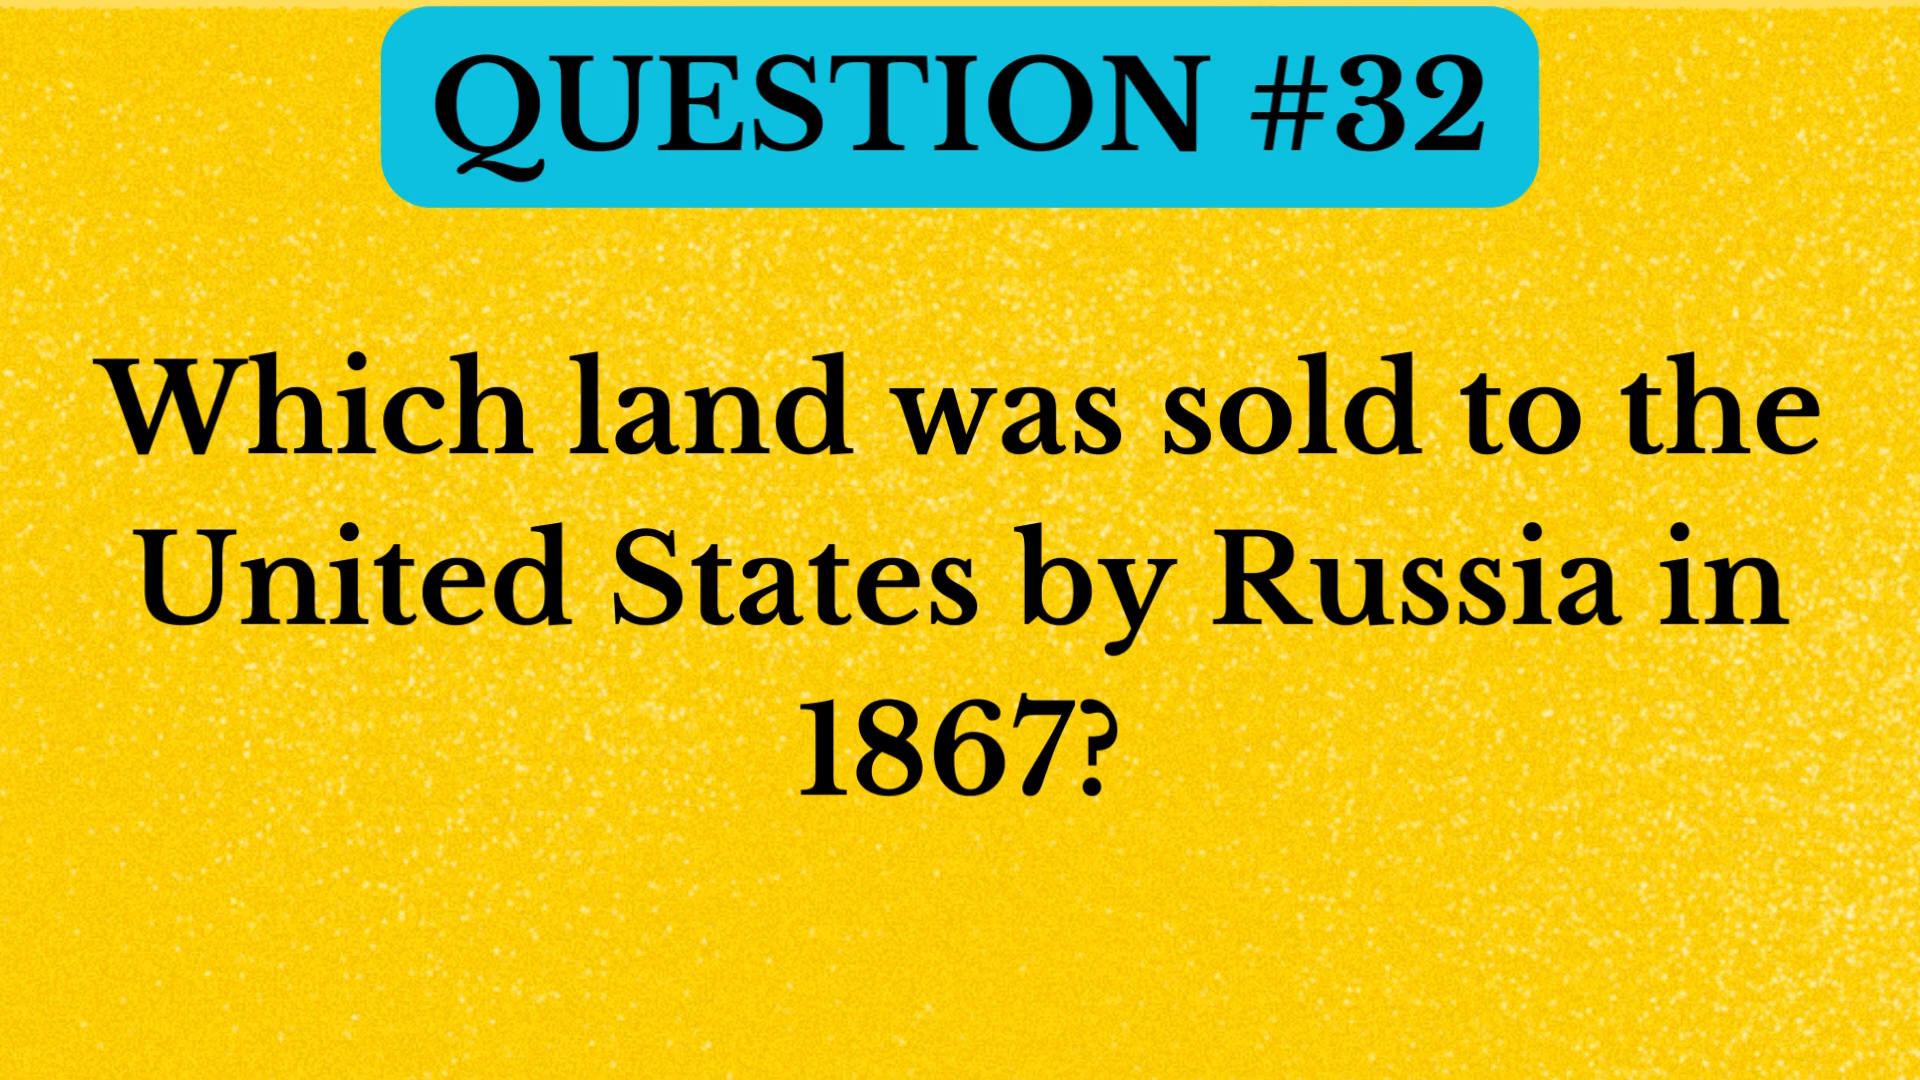 QUESTION #32
Which land was sold to the
United States by Russia in
1867?